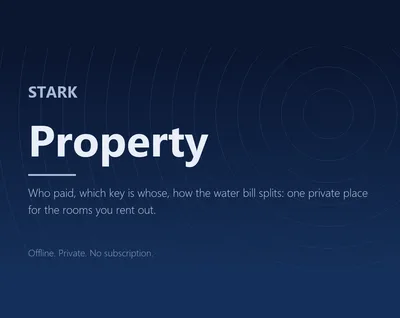 STARK
Property
Who paid, which key is whose, how the water bill splits: one private place
for the rooms you rent out.
Offline. Private. No subscription.